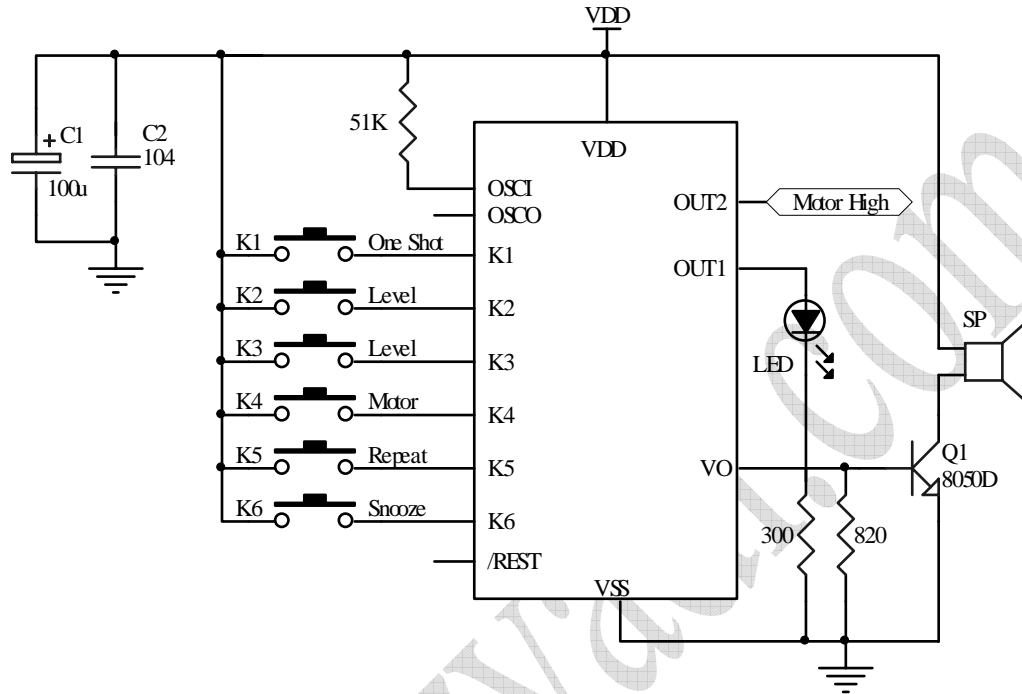 VDD
C1
100u
C2
104
51K
VDD
OSCI
OSCO
K1 One Shot K1
K2 Level K2
K3 Level K3
K4 Motor K4
K5 Repeat K5
K6 Snooze K6
/REST
VSS
OUT2
Motor High
OUT1
LED
SP
VO
Q1
8050D
300
820